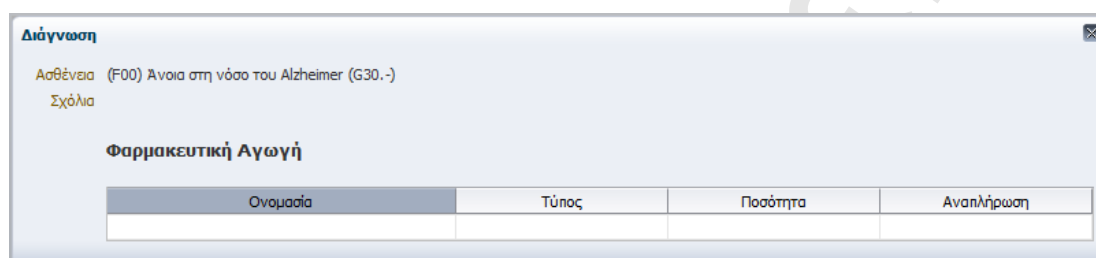 Διάγνωση
Ασθένεια (F00) Άνοια στη νόσο του Alzheimer (G30.-)
Σχόλια
Φαρμακευτική Αγωγή
Ονομασία Τύπος Ποσότητα Αναπλήρωση